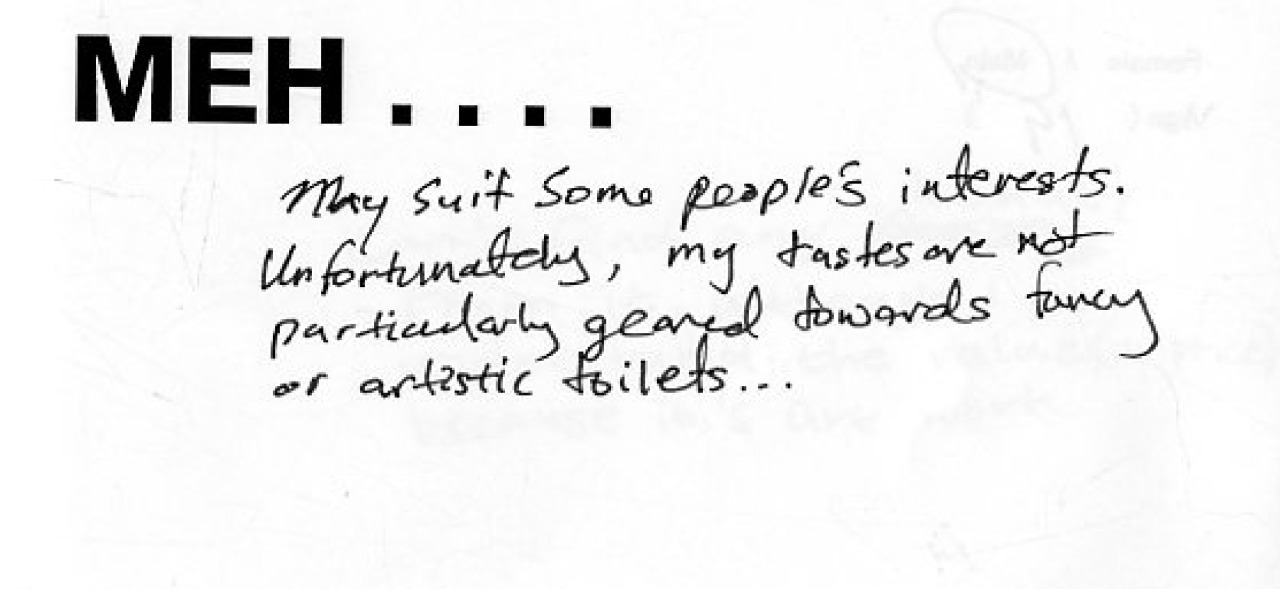 MEH....
May suit some people's interests.
Unfortunately, my tastes are not
particularly geared towards fancy
or artistic toilets...